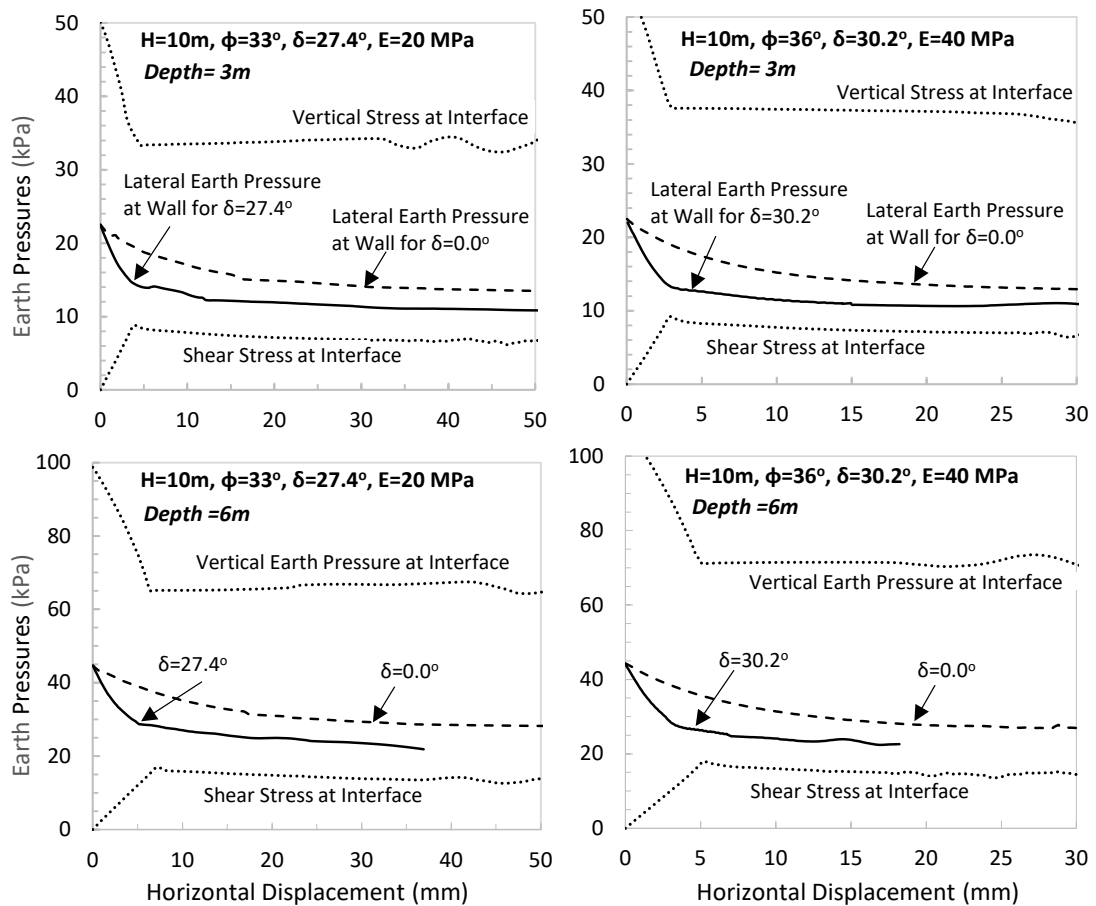 H=10m, ϕ=33°, δ=27.4°, E=20 MPa
Depth= 3m
Vertical Stress at Interface
Lateral Earth Pressure
at Wall for δ=27.4°
Lateral Earth Pressure
at Wall for δ=0.0°
Shear Stress at Interface
Earth Pressures (kPa)
50
40
30
20
10
0
0 10 20 30 40 50
H=10m, ϕ=36°, δ=30.2°, E=40 MPa
Depth= 3m
Vertical Stress at Interface
Lateral Earth Pressure
at Wall for δ=30.2°
Lateral Earth Pressure
at Wall for δ=0.0°
Shear Stress at Interface
50
40
30
20
10
0
0 5 10 15 20 25 30
H=10m, ϕ=33°, δ=27.4°, E=20 MPa
Depth =6m
Vertical Earth Pressure at Interface
δ=27.4°
δ=0.0°
Shear Stress at Interface
Earth Pressures (kPa)
100
80
60
40
20
0
0 10 20 30 40 50
Horizontal Displacement (mm)
H=10m, ϕ=36°, δ=30.2°, E=40 MPa
Depth =6m
Vertical Earth Pressure at Interface
δ=30.2°
δ=0.0°
Shear Stress at Interface
100
80
60
40
20
0
0 5 10 15 20 25 30
Horizontal Displacement (mm)